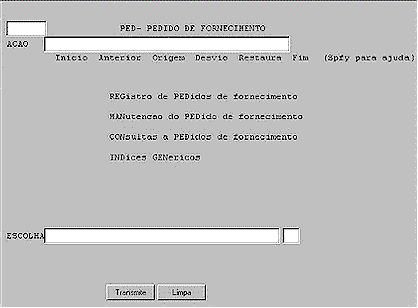 PED- PEDIDO DE FORNECIMENTO
ACAO
Inicio Anterior Origem Desvio Restaura Fim (Spfy para ajuda)
REGistro de PEDidos de fornecimento
MANutencao do PEDido de fornecimento
CONsultas a PEDidos de fornecimento
INDices GENericos
ESCOLHA
Transmite Limpa